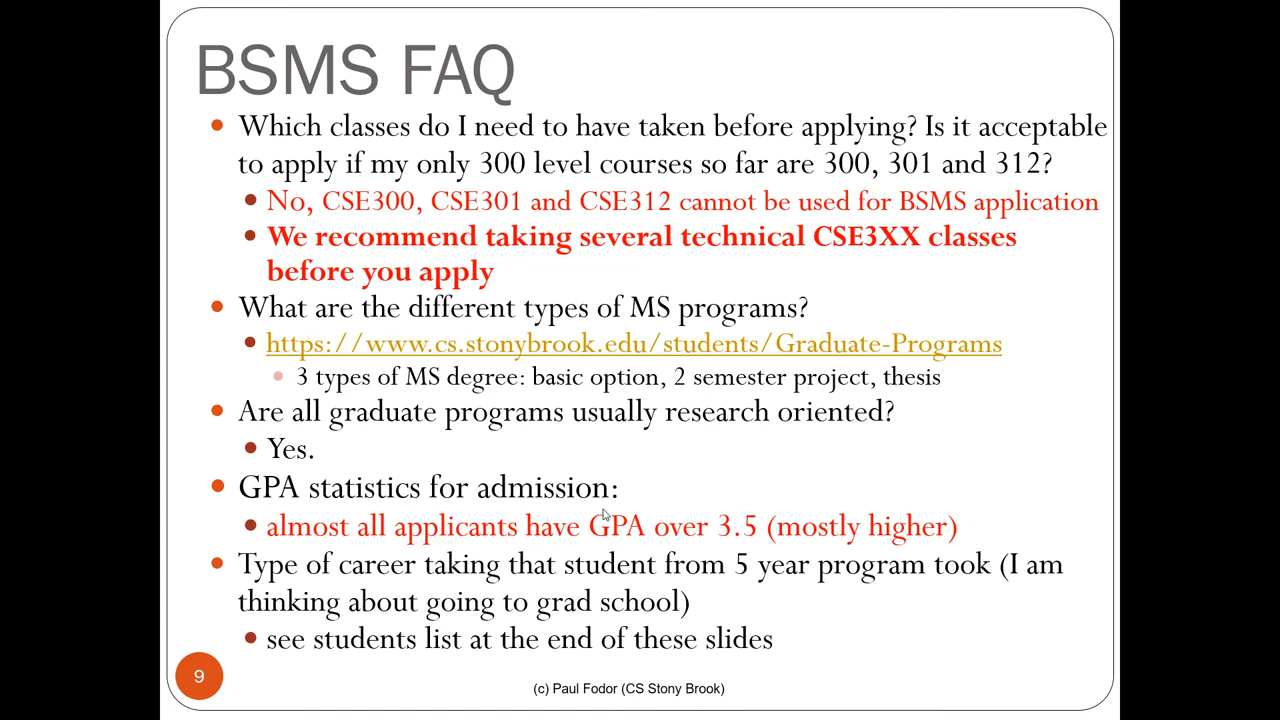 BSMS FAQ
• Which classes do I need to have taken before applying? Is it acceptable
to apply if my only 300 level courses so far are 300, 301 and 312?
• No, CSE300, CSE301 and CSE312 cannot be used for BSMS application
• We recommend taking several technical CSE3XX classes
before you apply
• What are the different types of MS programs?
• https://www.cs.stonybrook.edu/students/Graduate-Programs
• 3 types of MS degree: basic option, 2 semester project, thesis
• Are all graduate programs usually research oriented?
• Yes.
• GPA statistics for admission:
• almost all applicants have GPA over 3.5 (mostly higher)
• Type of career taking that student from 5 year program took (I am
thinking about going to grad school)
• see students list at the end of these slides
9
(c) Paul Fodor (CS Stony Brook)